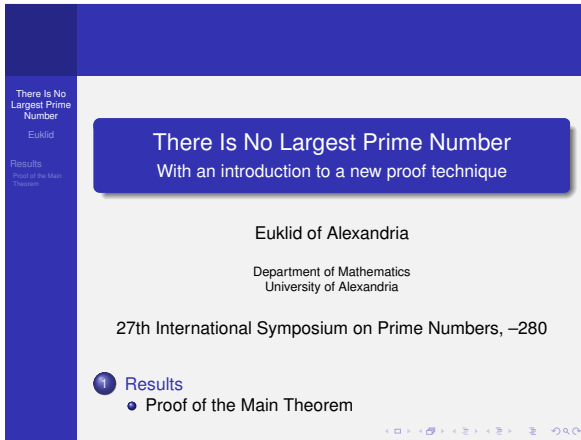 There Is No
Largest Prime
Number
Euklid
Results
Proof of the Main
Theorem
There Is No Largest Prime Number
With an introduction to a new proof technique
Euklid of Alexandria
Department of Mathematics
University of Alexandria
27th International Symposium on Prime Numbers, –280
1 Results
Proof of the Main Theorem